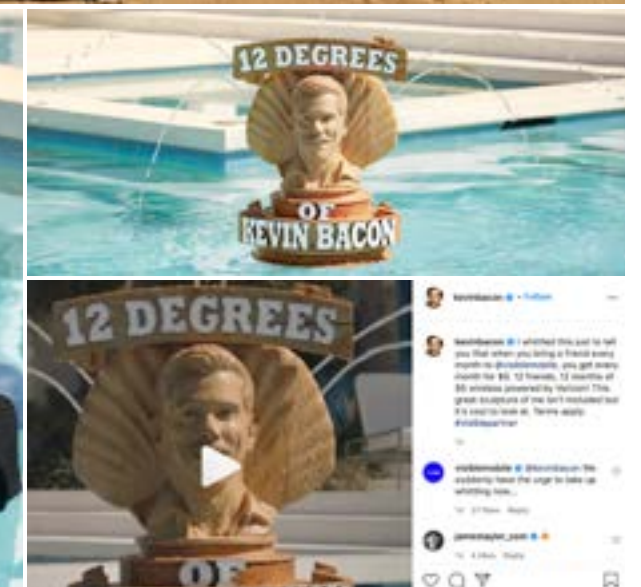 12 DEGREES
OF
KEVIN BACON
12 DEGREES
OF
kevinbacon • Follow
kevinbacon I whittled this just to tell
you that when you bring a friend every
month to @visiblemobile, you get every
month for $5. 12 friends, 12 months of
$5 wireless powered by Verizon! This
great sculpture of me isn't included but
it's cool to look at. Terms apply.
#visiblepartner
visiblemobile @kevinbacon We
suddenly have the urge to take up
whittling now...
Reply
Reply